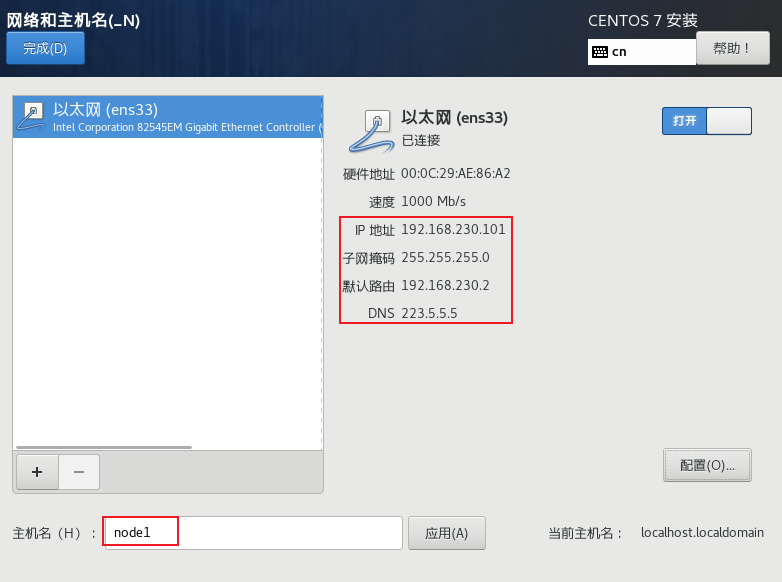 网络和主机名(_N)
CENTOS 7 安装
完成(D)
cn
帮助！
以太网 (ens33)
Intel Corporation 82545EM Gigabit Ethernet Controller (
以太网 (ens33)
已连接
打开
硬件地址 00:0C:29:AE:86:A2
速度 1000 Mb/s
IP 地址 192.168.230.101
子网掩码 255.255.255.0
默认路由 192.168.230.2
DNS 223.5.5.5
+ −
配置(O)...
主机名（H）： node1
应用(A)
当前主机名： localhost.localdomain